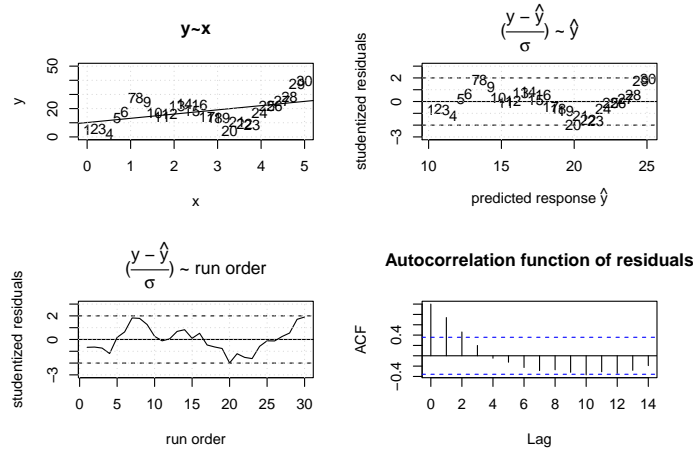 y~x
y
50
20
0
0 1 2 3 4 5
x
(y − ŷ / σ) ~ ŷ
studentized residuals
2
0
−3
10 15 20 25
predicted response ŷ
(y − ŷ / σ) ~ run order
studentized residuals
2
0
−3
0 5 10 15 20 25 30
run order
Autocorrelation function of residuals
ACF
0.4
−0.4
0 2 4 6 8 10 12 14
Lag